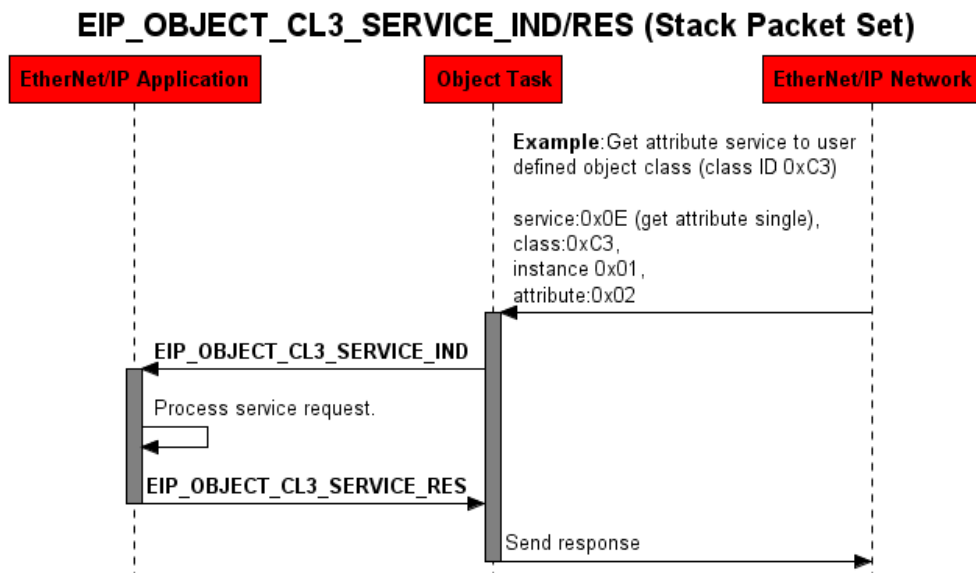 EIP_OBJECT_CL3_SERVICE_IND/RES (Stack Packet Set)
EtherNet/IP Application
Object Task
EtherNet/IP Network
Example:Get attribute service to user
defined object class (class ID 0xC3)
service:0x0E (get attribute single),
class:0xC3,
instance 0x01,
attribute:0x02
EIP_OBJECT_CL3_SERVICE_IND
Process service request.
EIP_OBJECT_CL3_SERVICE_RES
Send response